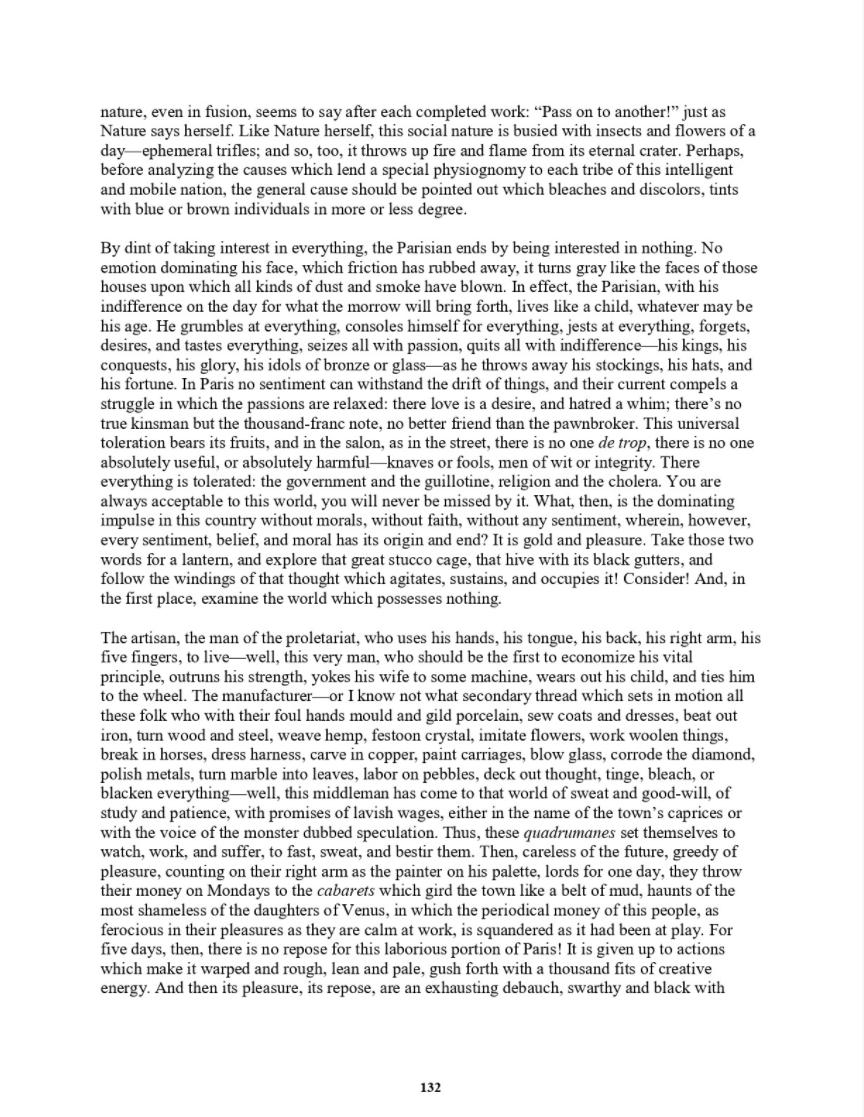 nature, even in fusion, seems to say after each completed work: “Pass on to another!” just as
Nature says herself. Like Nature herself, this social nature is busied with insects and flowers of a
day—ephemeral trifles; and so, too, it throws up fire and flame from its eternal crater. Perhaps,
before analyzing the causes which lend a special physiognomy to each tribe of this intelligent
and mobile nation, the general cause should be pointed out which bleaches and discolors, tints
with blue or brown individuals in more or less degree.
By dint of taking interest in everything, the Parisian ends by being interested in nothing. No
emotion dominating his face, which friction has rubbed away, it turns gray like the faces of those
houses upon which all kinds of dust and smoke have blown. In effect, the Parisian, with his
indifference on the day for what the morrow will bring forth, lives like a child, whatever may be
his age. He grumbles at everything, consoles himself for everything, jests at everything, forgets,
desires, and tastes everything, seizes all with passion, quits all with indifference—his kings, his
conquests, his glory, his idols of bronze or glass—as he throws away his stockings, his hats, and
his fortune. In Paris no sentiment can withstand the drift of things, and their current compels a
struggle in which the passions are relaxed: there love is a desire, and hatred a whim; there’s no
true kinsman but the thousand-franc note, no better friend than the pawnbroker. This universal
toleration bears its fruits, and in the salon, as in the street, there is no one de trop, there is no one
absolutely useful, or absolutely harmful—knaves or fools, men of wit or integrity. There
everything is tolerated: the government and the guillotine, religion and the cholera. You are
always acceptable to this world, you will never be missed by it. What, then, is the dominating
impulse in this country without morals, without faith, without any sentiment, wherein, however,
every sentiment, belief, and moral has its origin and end? It is gold and pleasure. Take those two
words for a lantern, and explore that great stucco cage, that hive with its black gutters, and
follow the windings of that thought which agitates, sustains, and occupies it! Consider! And, in
the first place, examine the world which possesses nothing.
The artisan, the man of the proletariat, who uses his hands, his tongue, his back, his right arm, his
five fingers, to live—well, this very man, who should be the first to economize his vital
principle, outruns his strength, yokes his wife to some machine, wears out his child, and ties him
to the wheel. The manufacturer—or I know not what secondary thread which sets in motion all
these folk who with their foul hands mould and gild porcelain, sew coats and dresses, beat out
iron, turn wood and steel, weave hemp, festoon crystal, imitate flowers, work woolen things,
break in horses, dress harness, carve in copper, paint carriages, blow glass, corrode the diamond,
polish metals, turn marble into leaves, labor on pebbles, deck out thought, tinge, bleach, or
blacken everything—well, this middleman has come to that world of sweat and good-will, of
study and patience, with promises of lavish wages, either in the name of the town’s caprices or
with the voice of the monster dubbed speculation. Thus, these quadrumanes set themselves to
watch, work, and suffer, to fast, sweat, and bestir them. Then, careless of the future, greedy of
pleasure, counting on their right arm as the painter on his palette, lords for one day, they throw
their money on Mondays to the cabarets which gird the town like a belt of mud, haunts of the
most shameless of the daughters of Venus, in which the periodical money of this people, as
ferocious in their pleasures as they are calm at work, is squandered as it had been at play. For
five days, then, there is no repose for this laborious portion of Paris! It is given up to actions
which make it warped and rough, lean and pale, gush forth with a thousand fits of creative
energy. And then its pleasure, its repose, are an exhausting debauch, swarthy and black with
132